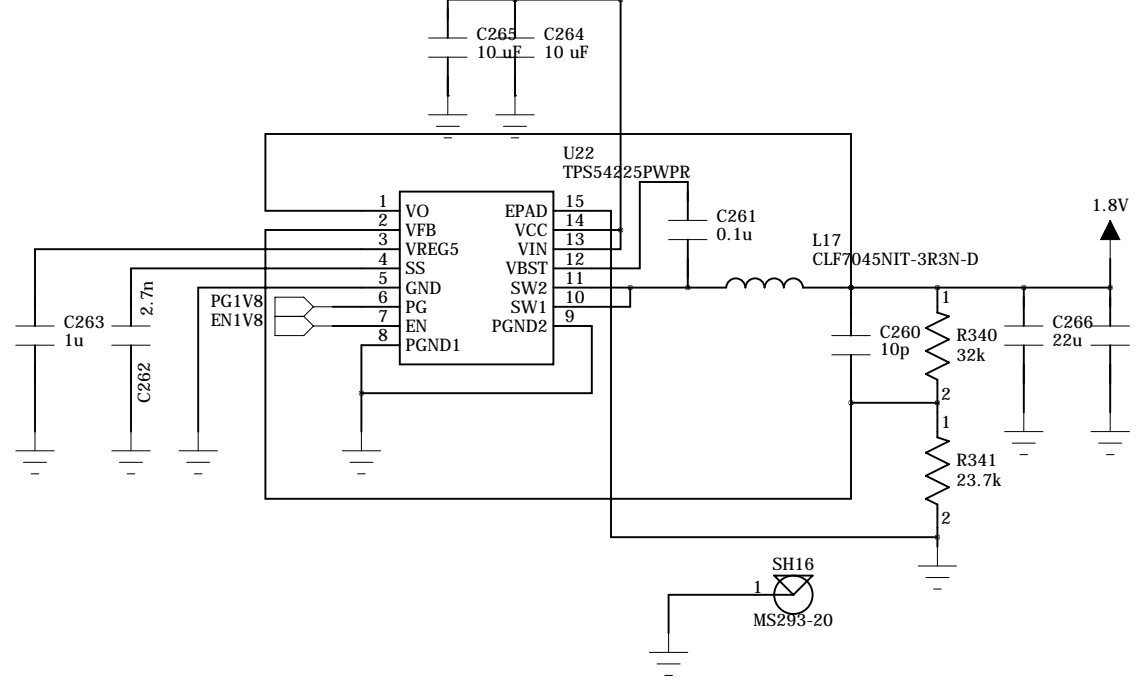 C265
10 uF
C264
10 uF
U22
TPS54225PWPR
1 VO
2 VFB
3 VREG5
4 SS
5 GND
6 PG
7 EN
8 PGND1
EPAD 15
VCC 14
VIN 13
VBST 12
SW2 11
SW1 10
PGND2 9
PG1V8
EN1V8
C263
1u
2.7n
C262
C261
0.1u
L17
CLF7045NIT-3R3N-D
1.8V
C260
10p
1
R340
32k
2
C266
22u
1
R341
23.7k
2
SH16
1
MS293-20